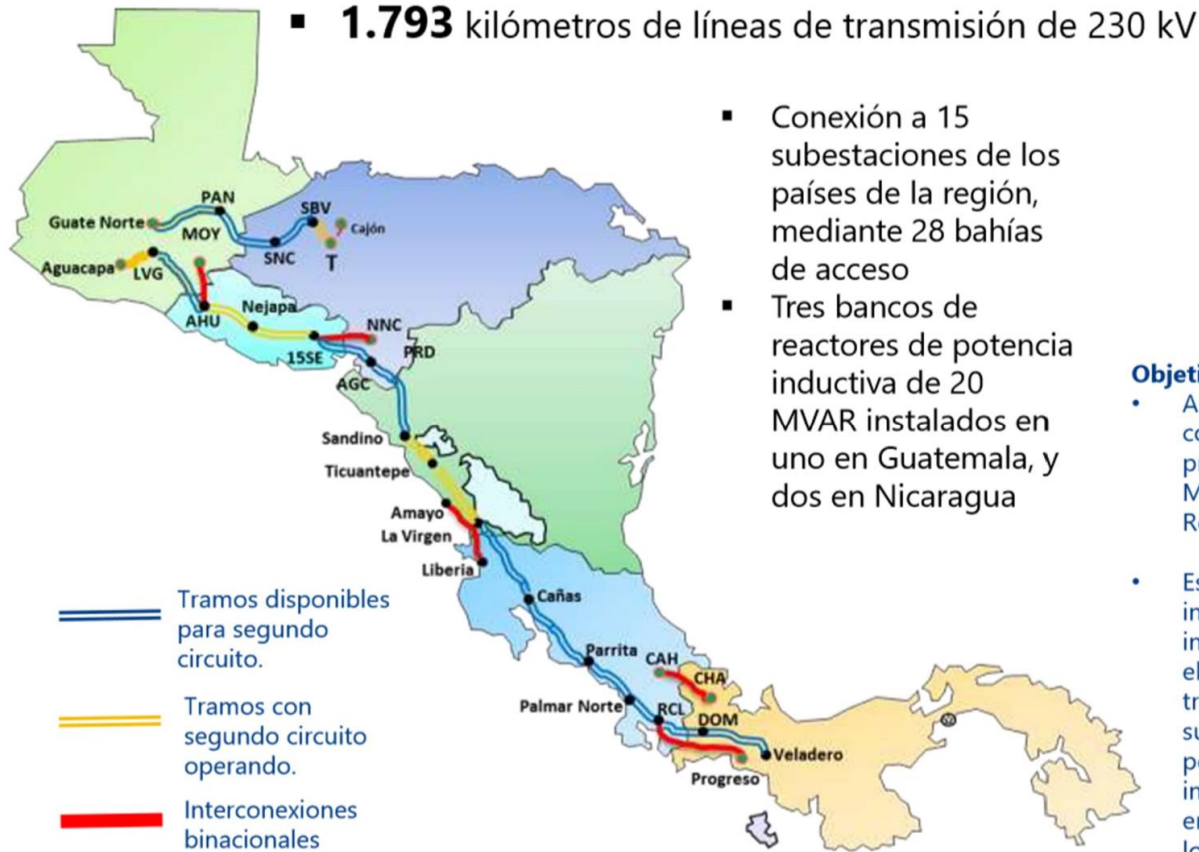 ▪ 1.793 kilómetros de líneas de transmisión de 230 kV
▪ Conexión a 15
subestaciones de los
países de la región,
mediante 28 bahías
de acceso
▪ Tres bancos de
reactores de potencia
inductiva de 20
MVAR instalados en
uno en Guatemala, y
dos en Nicaragua
PAN
SBV
Guate Norte
MOY
Cajón
SNC
T
Aguacapa
LVG
Nejapa
AHU
NNC
15SE
PRD
AGC
Sandino
Ticuantepe
Amayo
La Virgen
Liberia
Cañas
Parrita
CAH
CHA
Palmar Norte
RCL
DOM
Veladero
Progreso
Tramos disponibles
para segundo
circuito.
Tramos con
segundo circuito
operando.
Interconexiones
binacionales